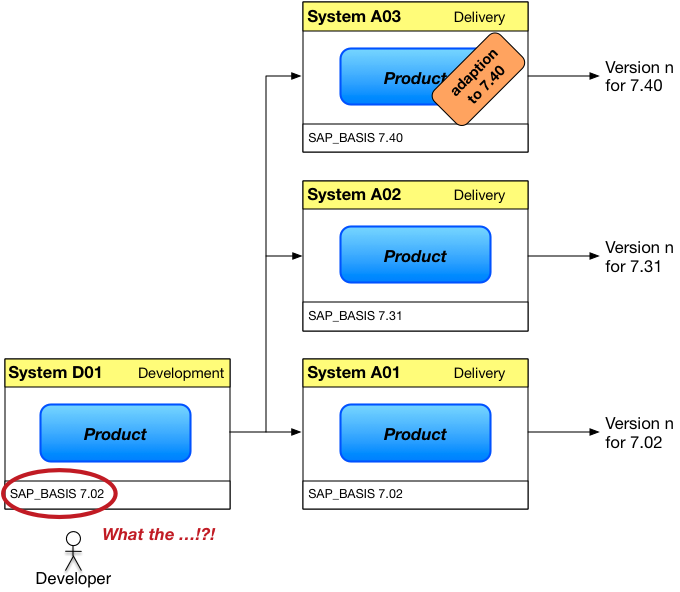 System A03 Delivery
Product
adaption
to 7.40
SAP_BASIS 7.40
Version n
for 7.40
System A02 Delivery
Product
SAP_BASIS 7.31
Version n
for 7.31
System D01 Development
Product
SAP_BASIS 7.02
System A01 Delivery
Product
SAP_BASIS 7.02
Version n
for 7.02
What the ...!?!
Developer